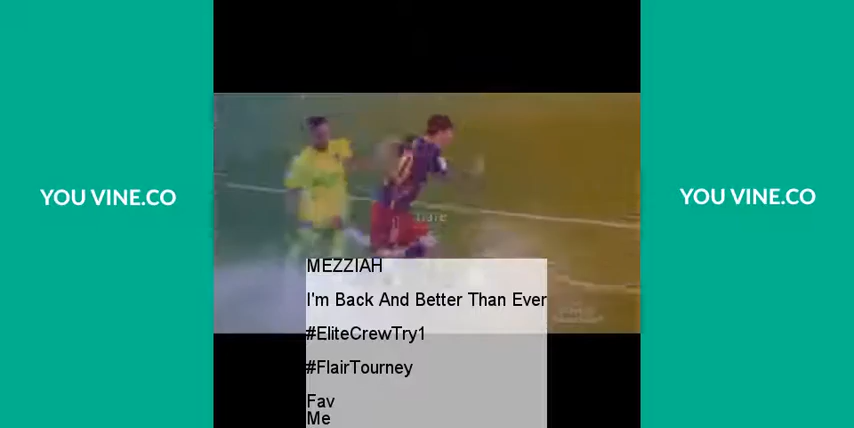 YOU VINE.CO
YOU VINE.CO
MEZZIAH
I'm Back And Better Than Ever
#EliteCrewTry1
#FlairTourney
Fav
Me